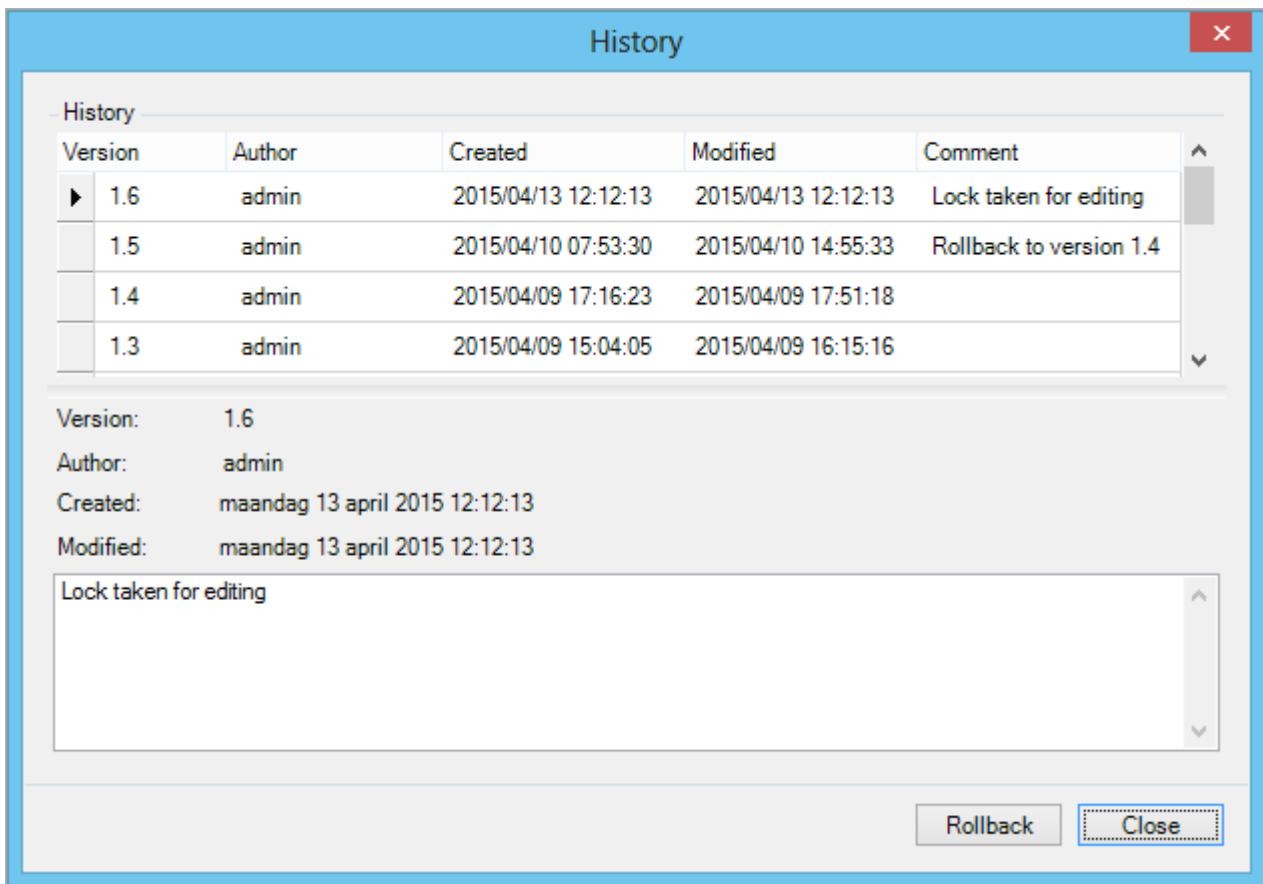 History
History
Version Author Created Modified Comment
1.6 admin 2015/04/13 12:12:13 2015/04/13 12:12:13 Lock taken for editing
1.5 admin 2015/04/10 07:53:30 2015/04/10 14:55:33 Rollback to version 1.4
1.4 admin 2015/04/09 17:16:23 2015/04/09 17:51:18
1.3 admin 2015/04/09 15:04:05 2015/04/09 16:15:16
Version: 1.6
Author: admin
Created: maandag 13 april 2015 12:12:13
Modified: maandag 13 april 2015 12:12:13
Lock taken for editing
Rollback Close